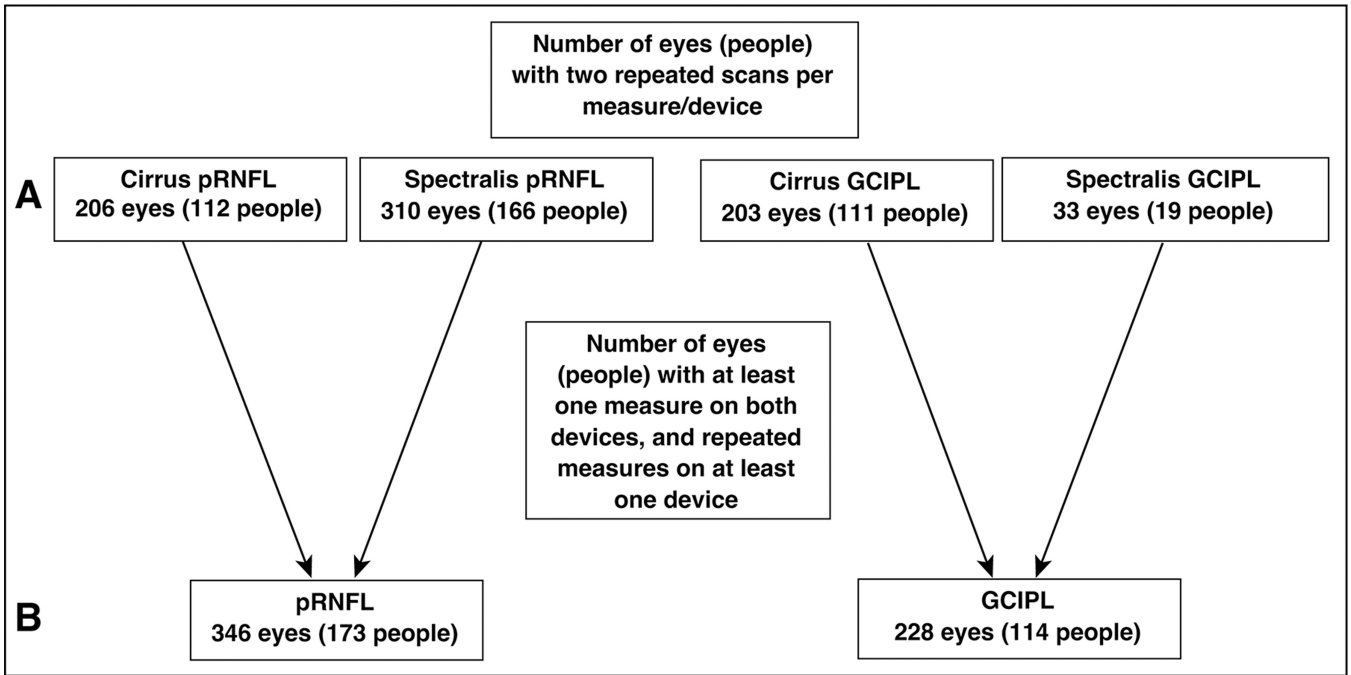 Number of eyes (people)
with two repeated scans per
measure/device
A
Cirrus pRNFL
206 eyes (112 people)
Spectralis pRNFL
310 eyes (166 people)
Cirrus GCIPL
203 eyes (111 people)
Spectralis GCIPL
33 eyes (19 people)
Number of eyes
(people) with at least
one measure on both
devices, and repeated
measures on at least
one device
B
pRNFL
346 eyes (173 people)
GCIPL
228 eyes (114 people)